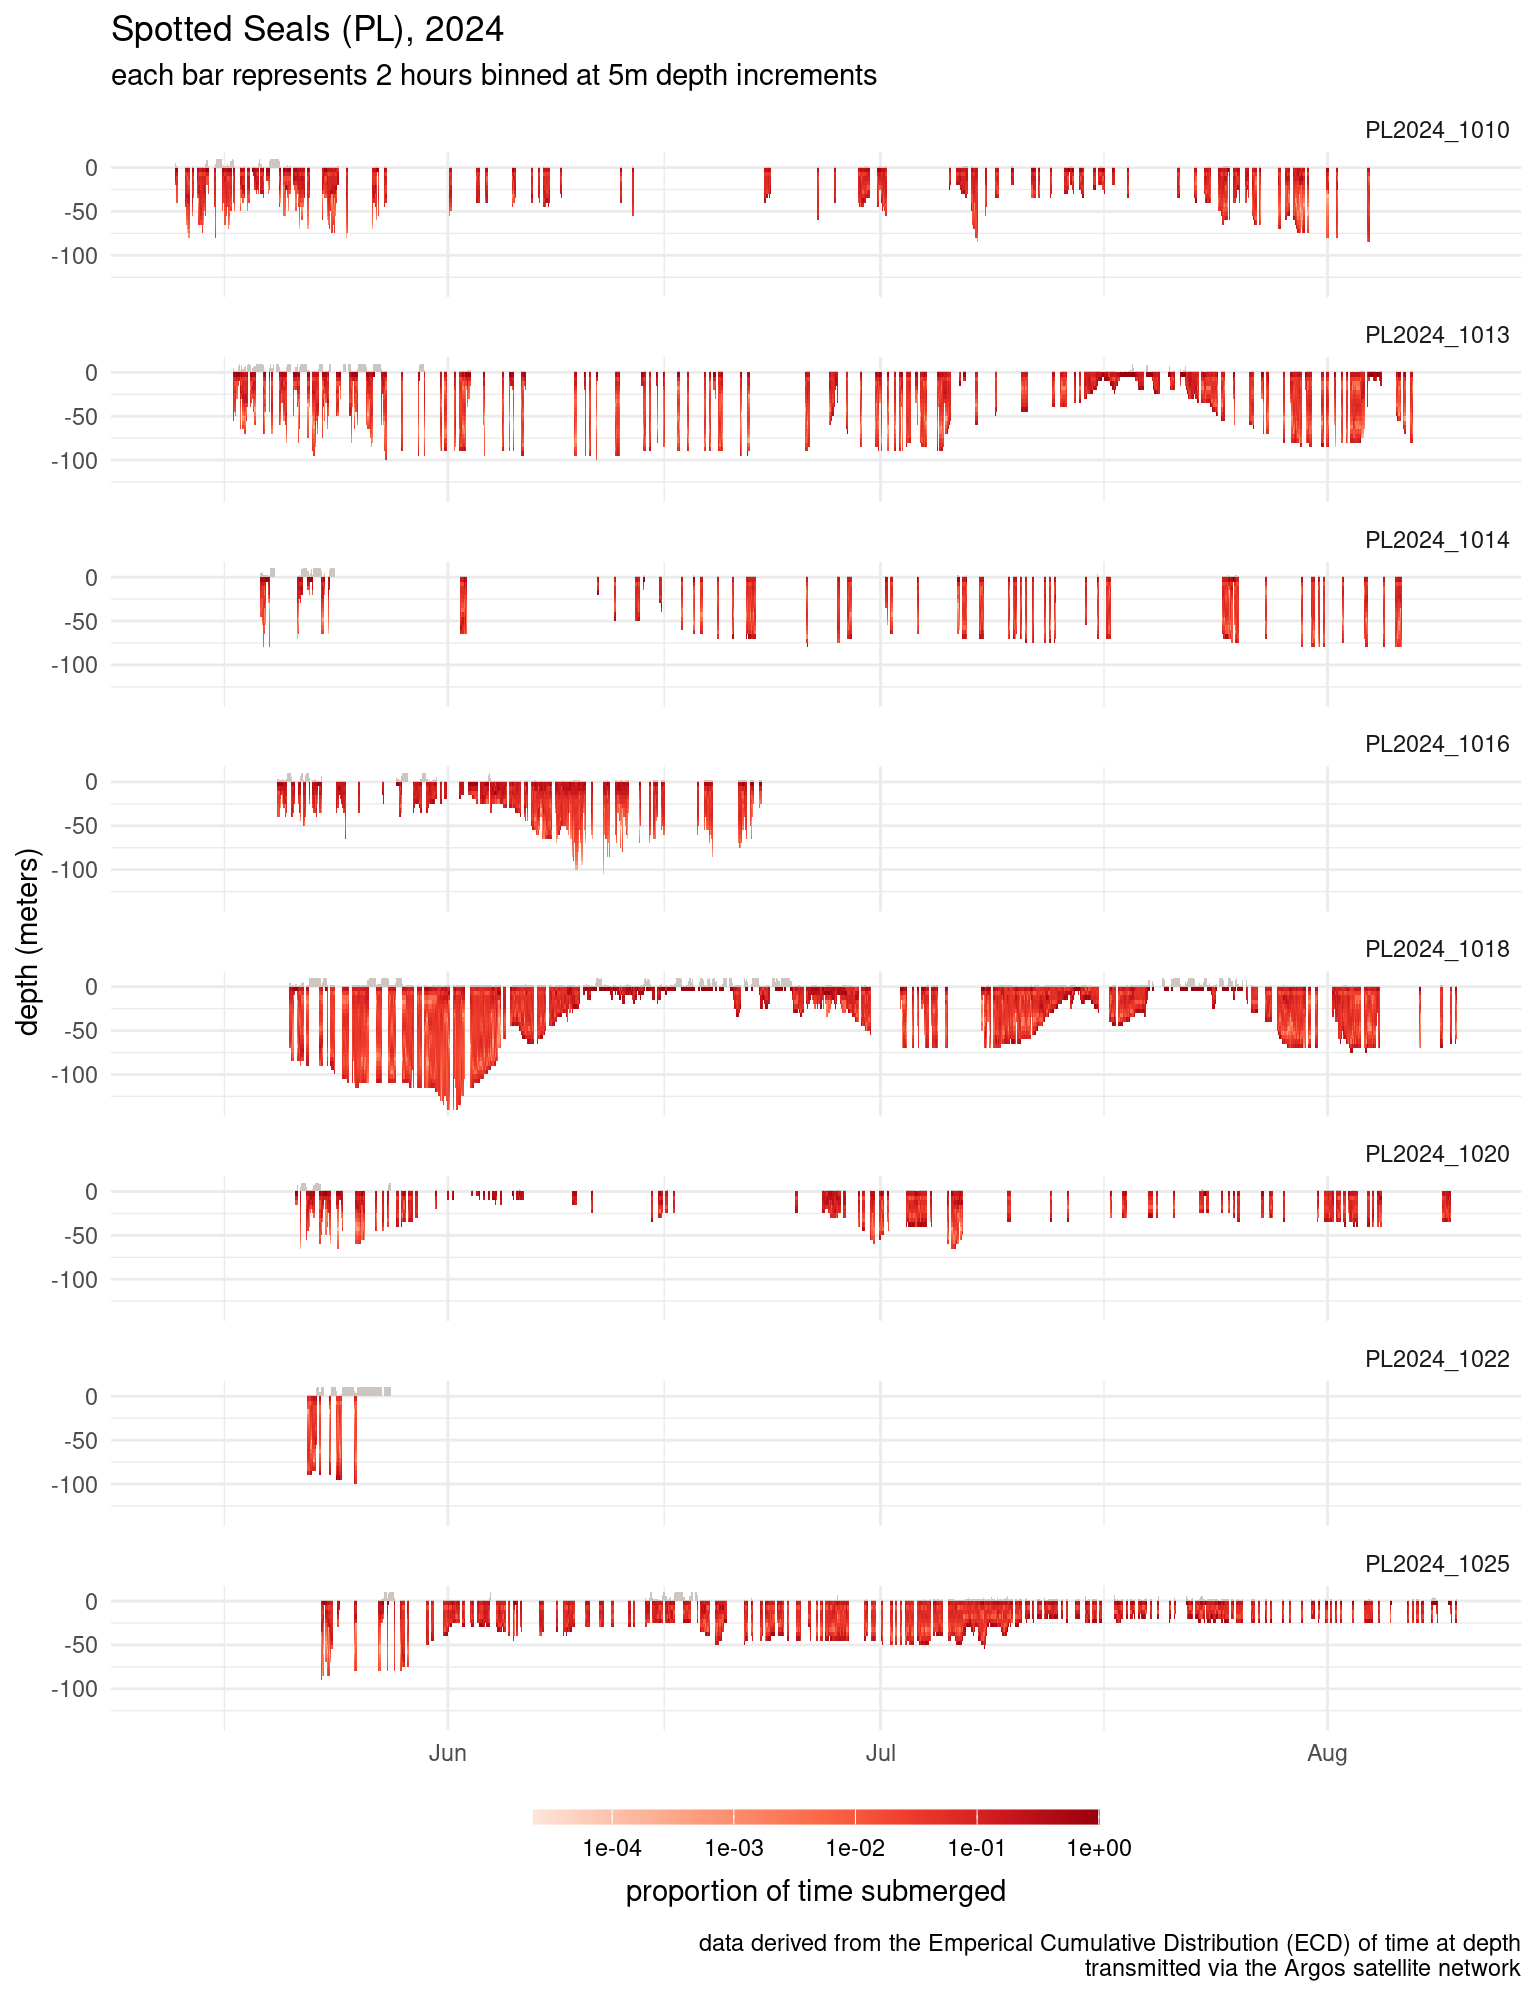 Spotted Seals (PL), 2024
each bar represents 2 hours binned at 5m depth increments
PL2024_1010
0
-50
-100
PL2024_1013
0
-50
-100
PL2024_1014
0
-50
-100
PL2024_1016
0
-50
-100
PL2024_1018
0
-50
-100
PL2024_1020
0
-50
-100
PL2024_1022
0
-50
-100
PL2024_1025
0
-50
-100
depth (meters)
Jun Jul Aug
1e-04 1e-03 1e-02 1e-01 1e+00
proportion of time submerged
data derived from the Emperical Cumulative Distribution (ECD) of time at depth
transmitted via the Argos satellite network